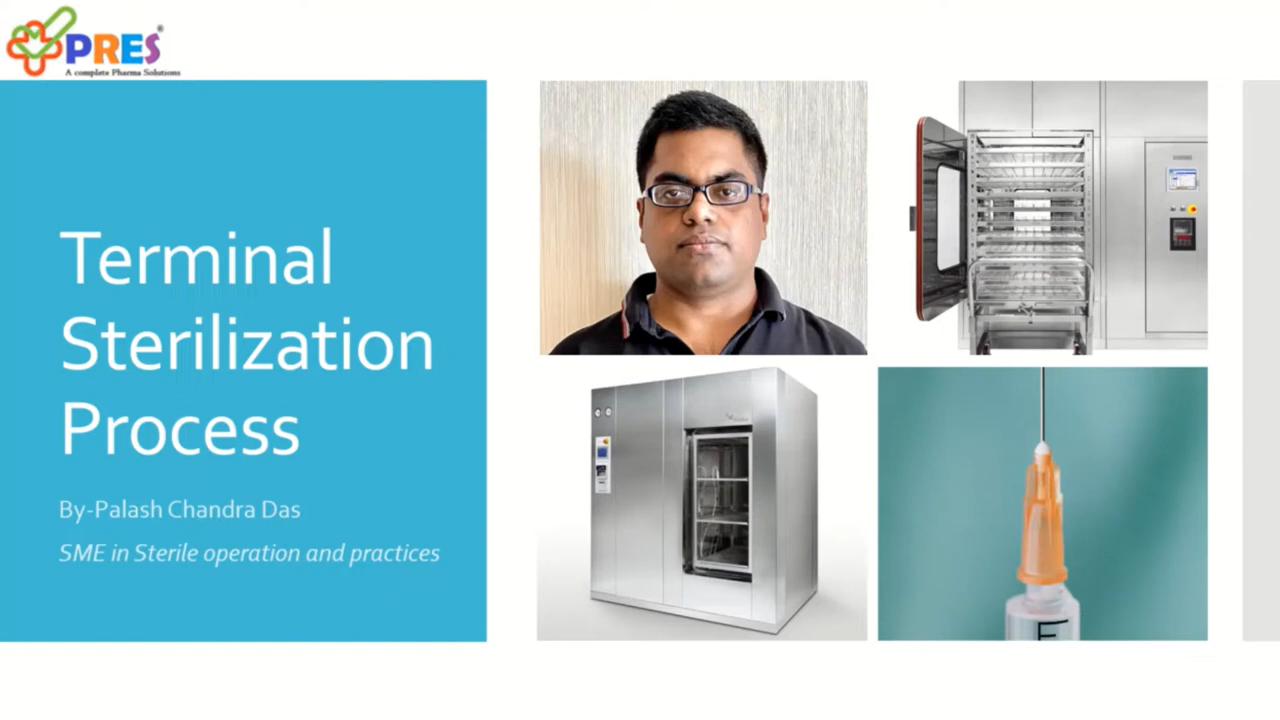 PRES®
A complete Pharma Solutions
Terminal
Sterilization
Process
By-Palash Chandra Das
SME in Sterile operation and practices
E